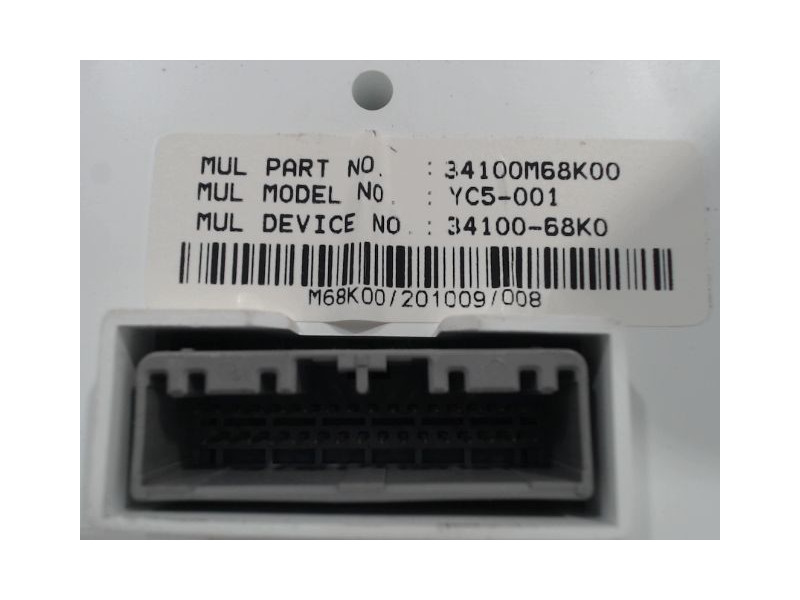 MUL PART NO. : 34100M68K00
MUL MODEL NO. : YC5-001
MUL DEVICE NO. : 34100-68K0
M68K00/201009/008